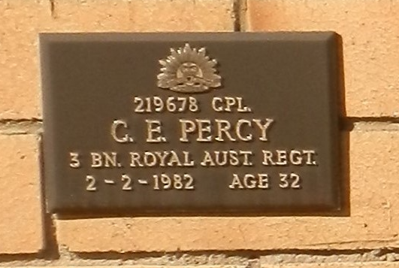 219678 CPL.
C. E. PERCY
3 BN. ROYAL AUST. REGT.
2-2-1982 AGE 32